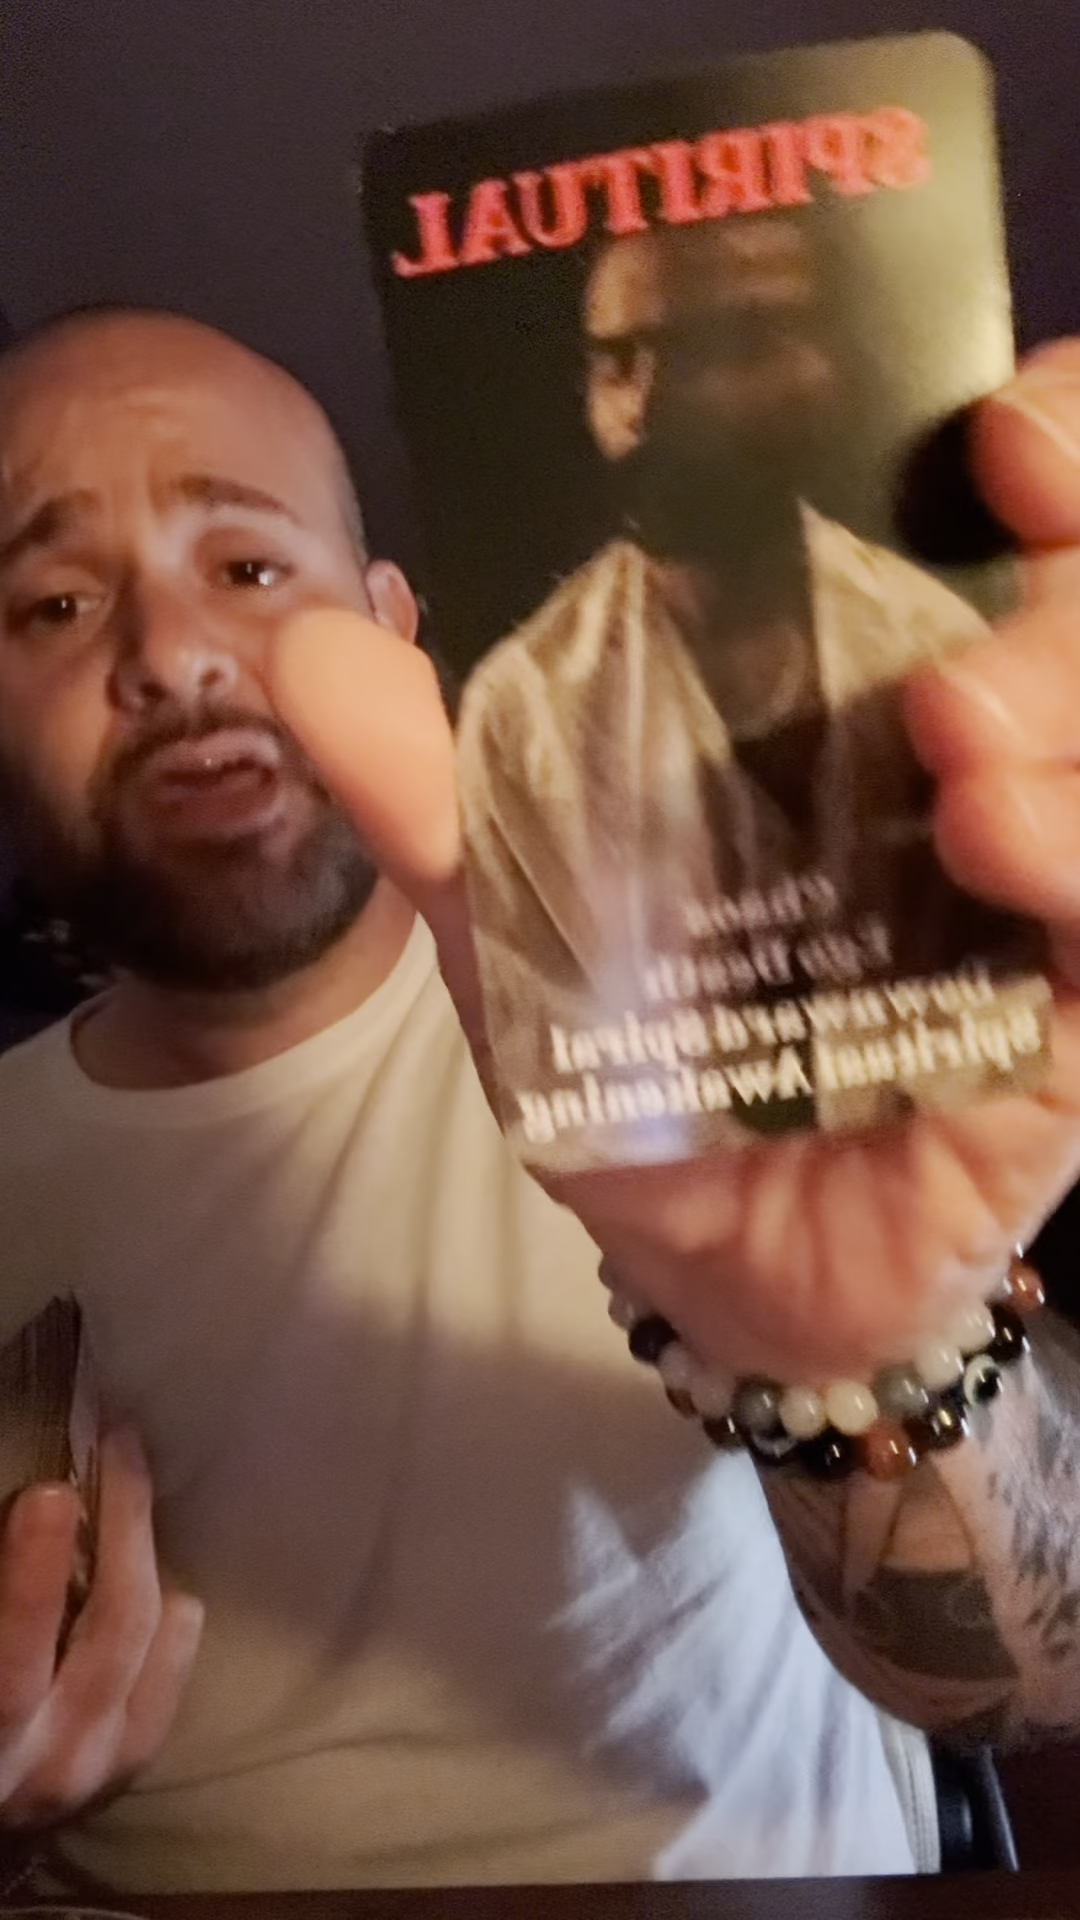 SPIRITUAL
chaos
Ego Death
Downward Spiral
Spiritual Awakening